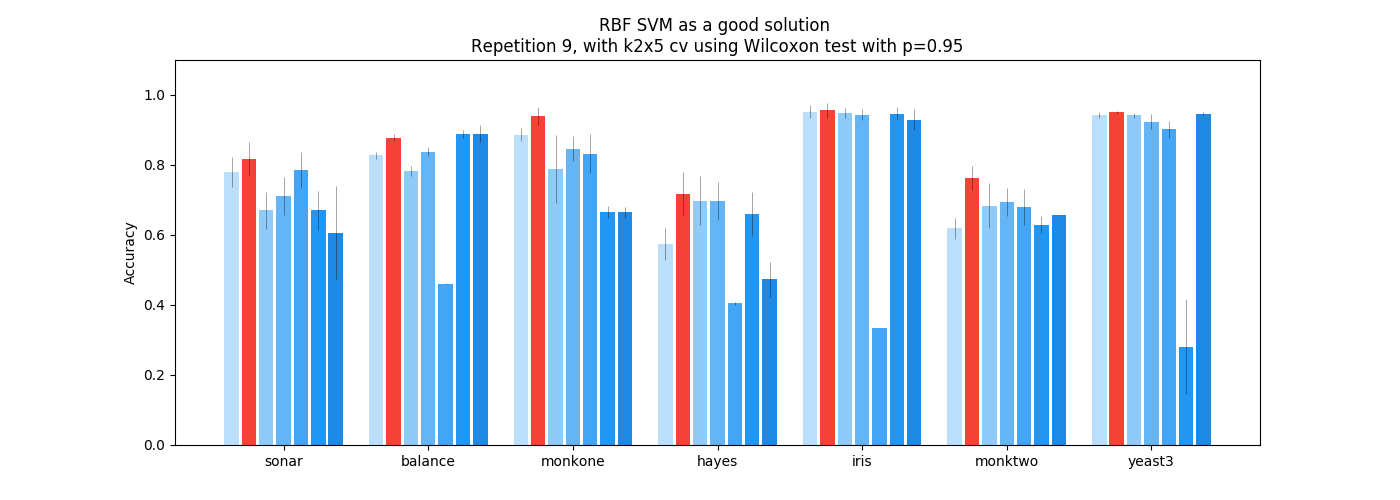 RBF SVM as a good solution
Repetition 9, with k2x5 cv using Wilcoxon test with p=0.95
1.0
0.8
0.6
0.4
0.2
0.0
Accuracy
sonar balance monkone hayes iris monktwo yeast3